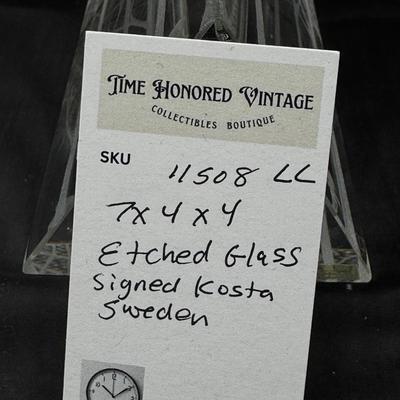 TIME HONORED VINTAGE
COLLECTIBLES BOUTIQUE
SKU 11508 LL
7x4x4
Etched Glass
Signed Kosta
Sweden